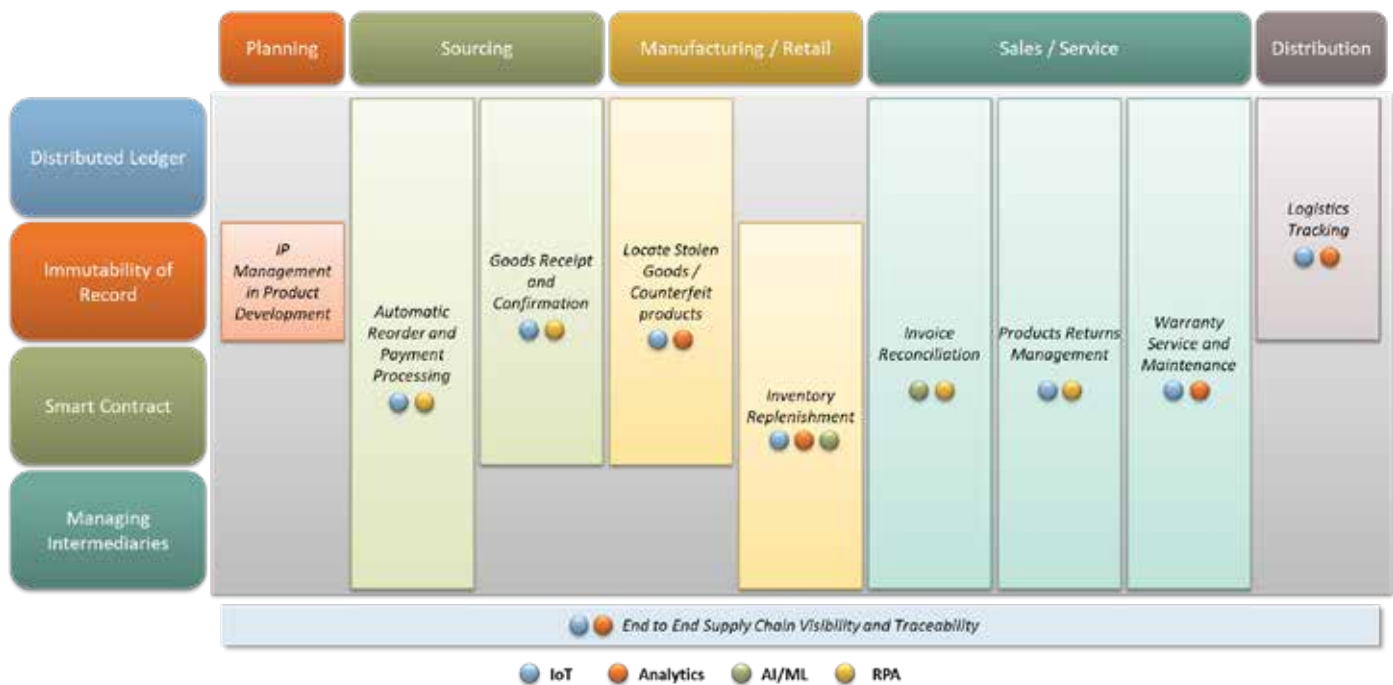 Planning
Sourcing
Manufacturing / Retail
Sales / Service
Distribution
Distributed Ledger
Immutability of
Record
Smart Contract
Managing
Intermediaries
IP
Management
in Product
Development
Automatic
Reorder and
Payment
Processing
Goods Receipt
and
Confirmation
Locate Stolen
Goods /
Counterfeit
products
Inventory
Replenishment
Invoice
Reconciliation
Products Returns
Management
Warranty
Service and
Maintenance
Logistics
Tracking
End to End Supply Chain Visibility and Traceability
IoT
Analytics
AI/ML
RPA